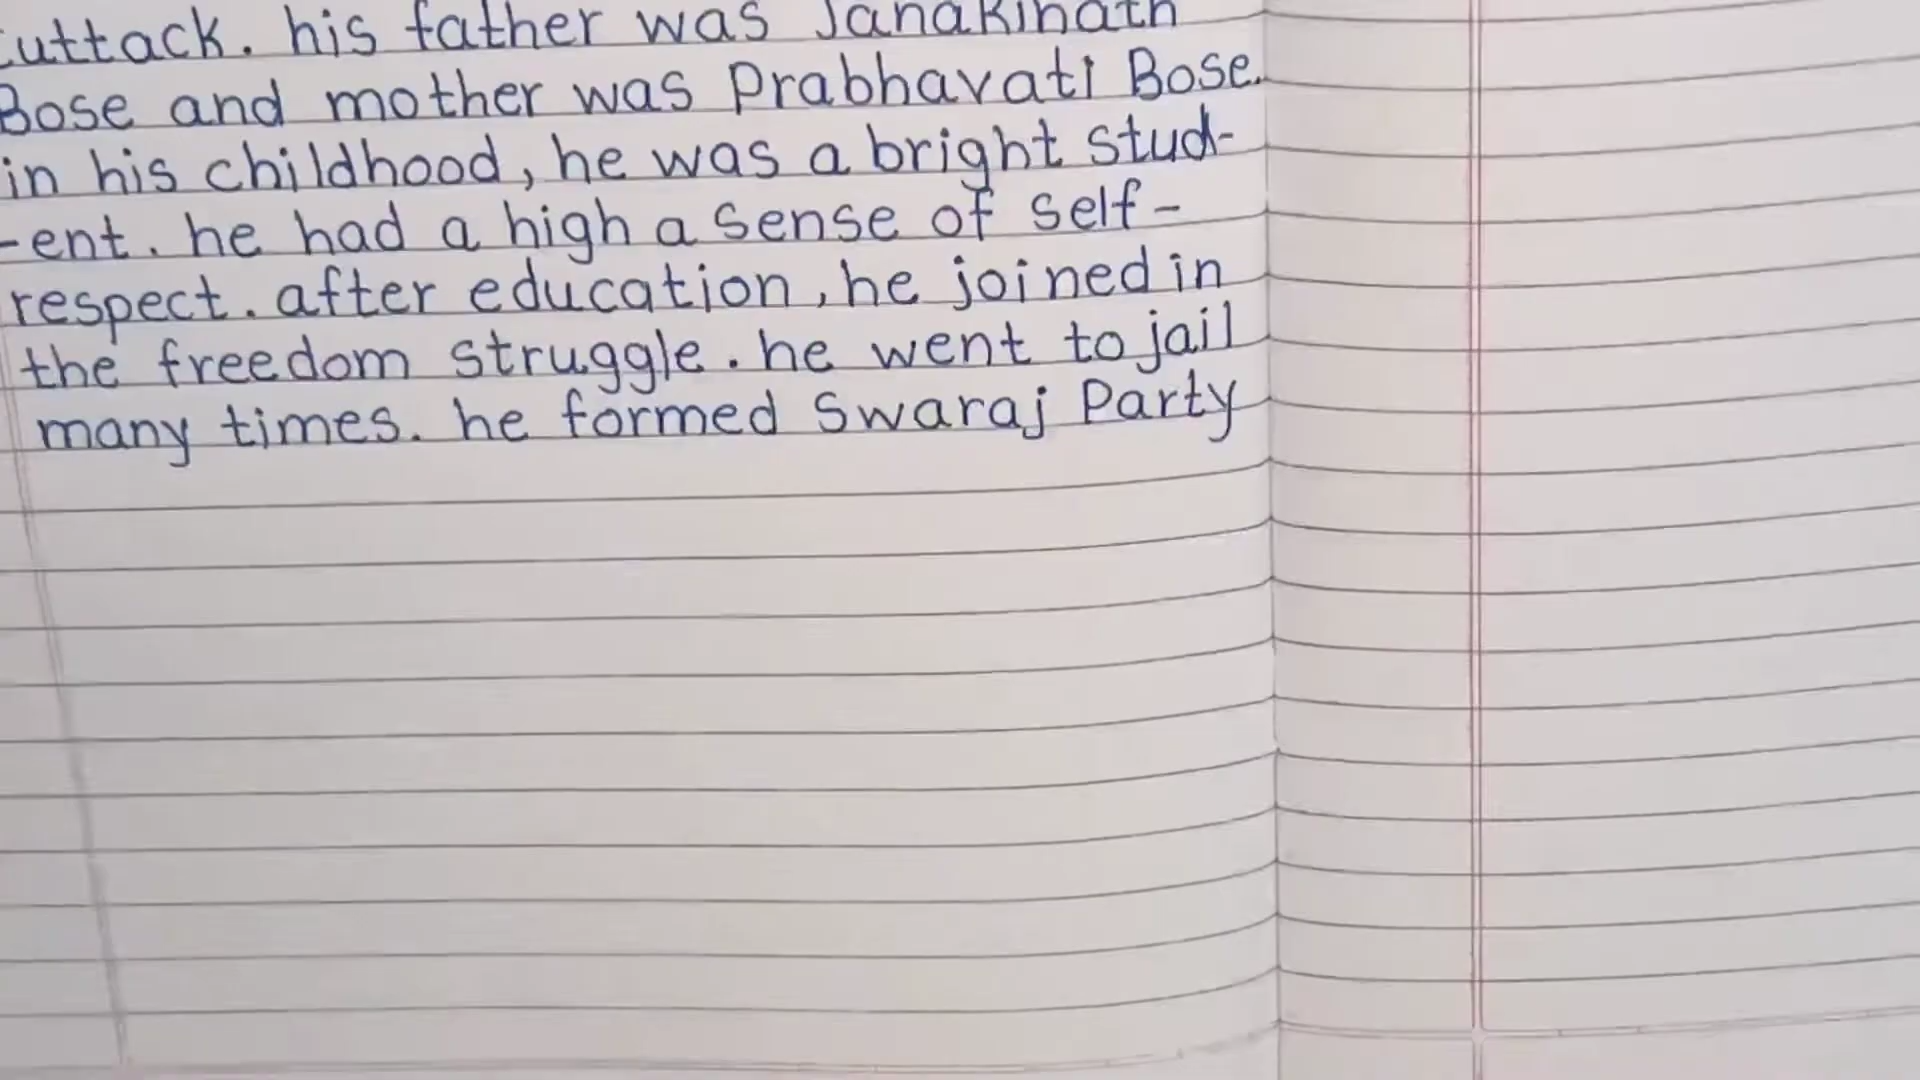 Cuttack. his father was Janakinath
Bose and mother was Prabhavati Bose.
in his childhood, he was a bright stud-
-ent. he had a high a sense of self-
respect. after education, he joined in
the freedom struggle. he went to jail
many times. he formed Swaraj Party